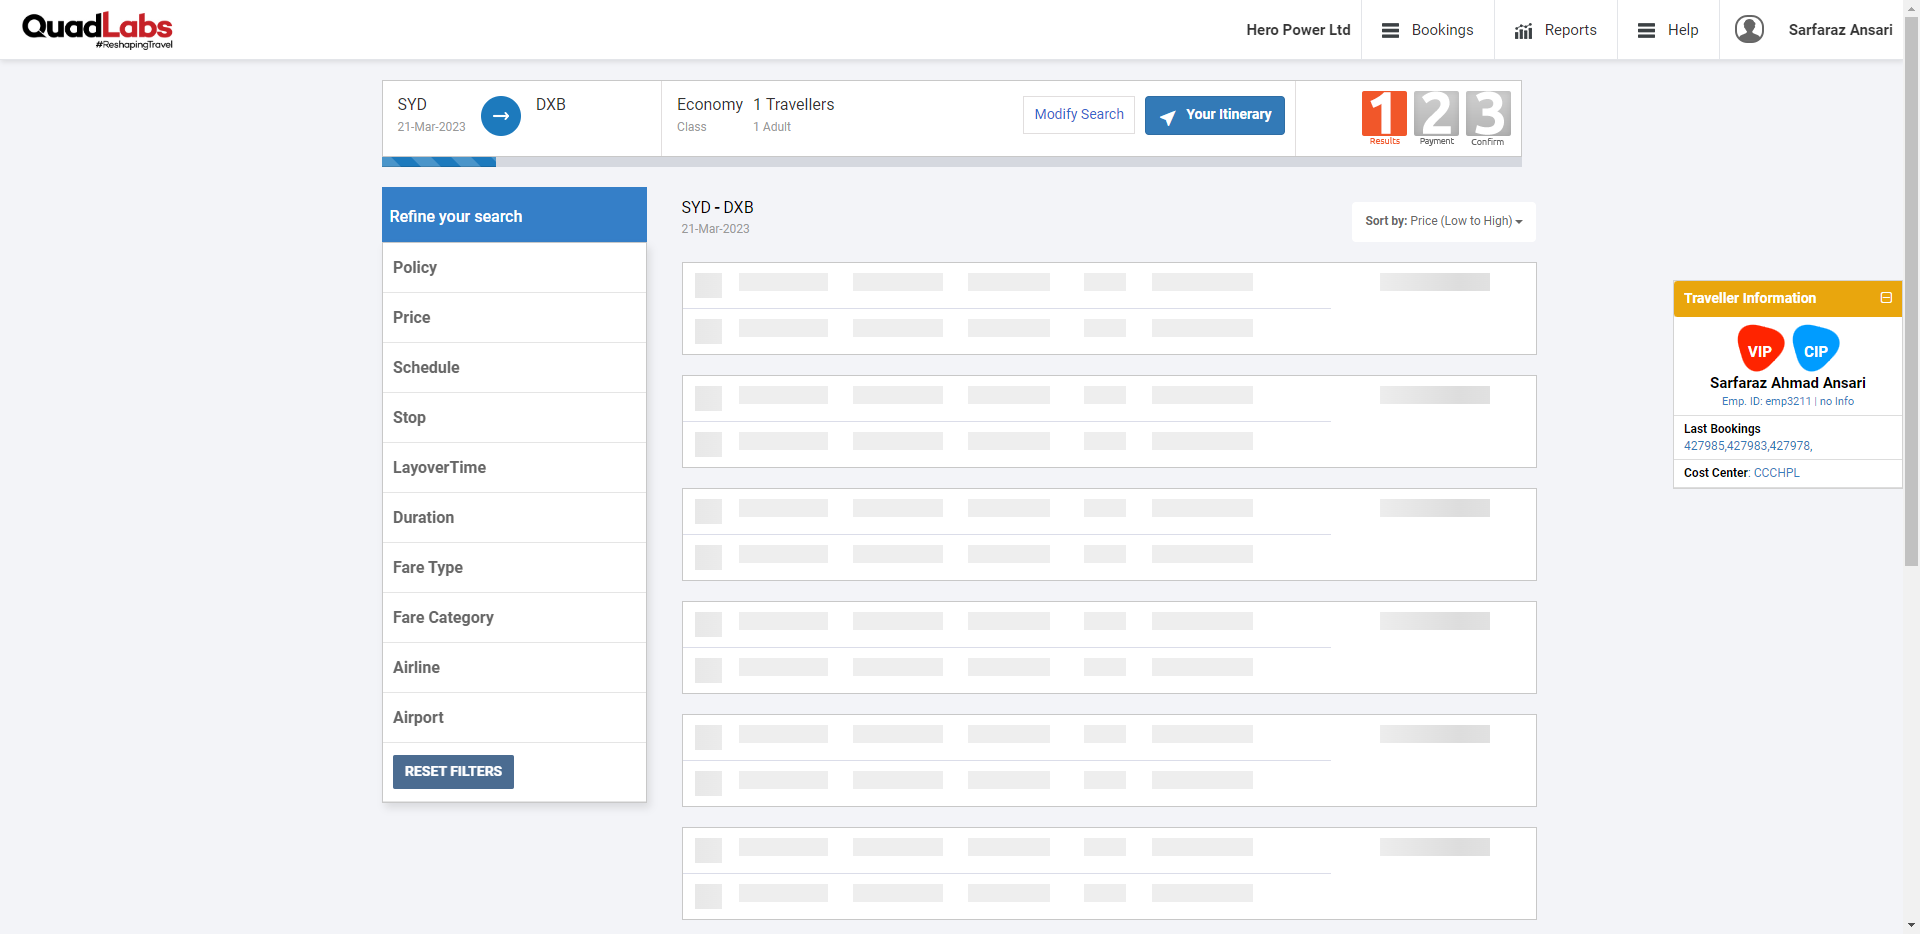 QuadLabs
#ReshapingTravel
Hero Power Ltd
Bookings
Reports
Help
Sarfaraz Ansari
SYD
21-Mar-2023
DXB
Economy
Class
1 Travellers
1 Adult
Modify Search
Your Itinerary
1
Results
2
Payment
3
Confirm
Refine your search
Policy
Price
Schedule
Stop
LayoverTime
Duration
Fare Type
Fare Category
Airline
Airport
RESET FILTERS
SYD - DXB
21-Mar-2023
Sort by: Price (Low to High)
Traveller Information
VIP
CIP
Sarfaraz Ahmad Ansari
Emp. ID: emp3211 | no Info
Last Bookings
427985,427983,427978,
Cost Center: CCCHPL